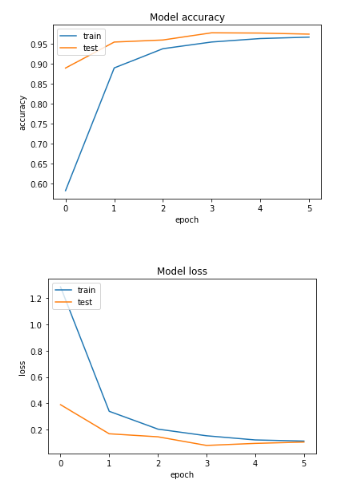 Model accuracy
train
test
0.95
0.90
0.85
0.80
0.75
0.70
0.65
0.60
accuracy
0 1 2 3 4 5
epoch
Model loss
train
test
1.2
1.0
0.8
0.6
0.4
0.2
loss
0 1 2 3 4 5
epoch